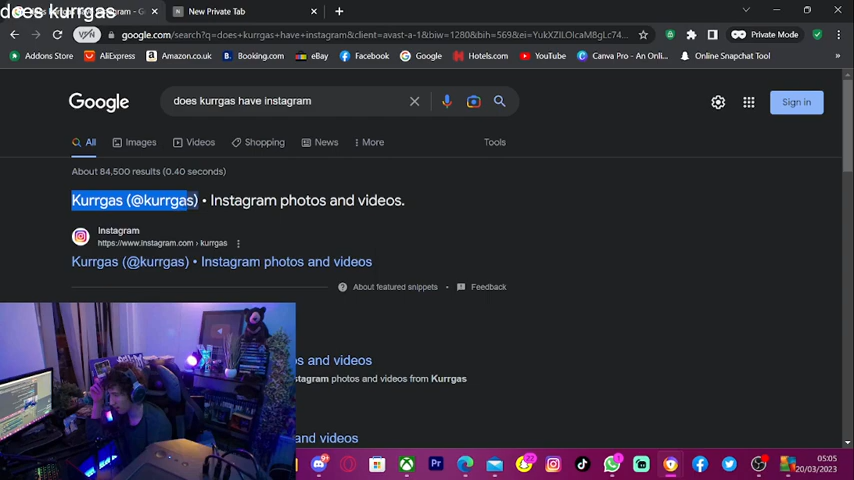 does kurrgas
New Private Tab
VPN
google.com/search?q=does+kurrgas+have+instagram&client=avast-a-1&biw=1280&bih=569&ei=YukXZILOIcaM8gLc74...
Private Mode
Addons Store
AliExpress
Amazon.co.uk
Booking.com
eBay
Facebook
Google
Hotels.com
YouTube
Canva Pro - An Onli...
Online Snapping Tool
Google
does kurrgas have instagram
Sign in
All
Images
Videos
Shopping
News
More
Tools
About 84,500 results (0.40 seconds)
Kurrgas (@kurrgas) • Instagram photos and videos.
Instagram
https://www.instagram.com › kurrgas
Kurrgas (@kurrgas) • Instagram photos and videos
About featured snippets
Feedback
s and videos
stagram photos and videos from Kurrgas
and videos
05:05
20/03/2023